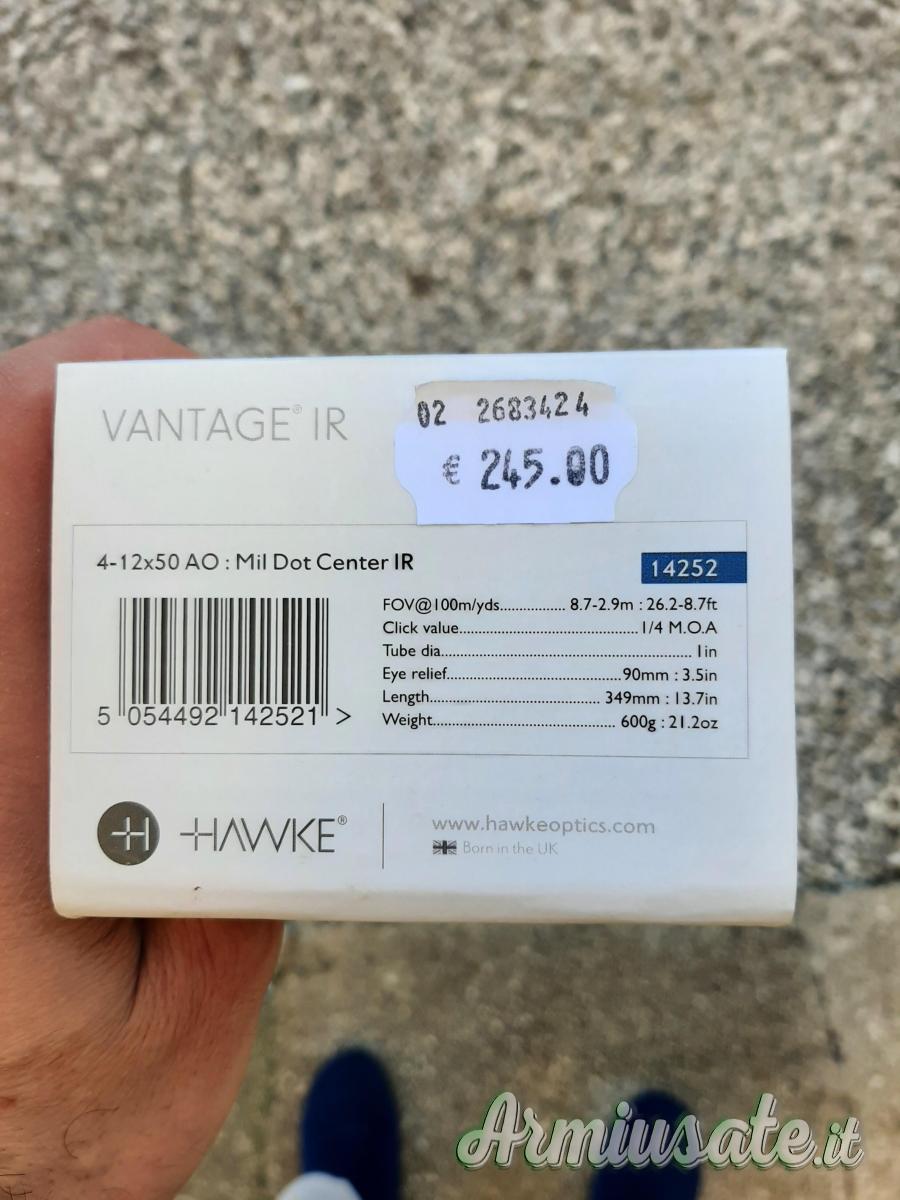 VANTAGE® IR
02 2683424
€ 245.00
4-12x50 AO : Mil Dot Center IR
14252
FOV@100m/yds................ 8.7-2.9m : 26.2-8.7ft
Click value.......................................1/4 M.O.A
Tube dia.......................................................1in
Eye relief......................................90mm : 3.5in
Length..................................... 349mm : 13.7in
Weight....................................... 600g : 21.2oz
5 054492 142521 >
H HAWKE®
www.hawkeoptics.com
Born in the UK
Armiusate.it